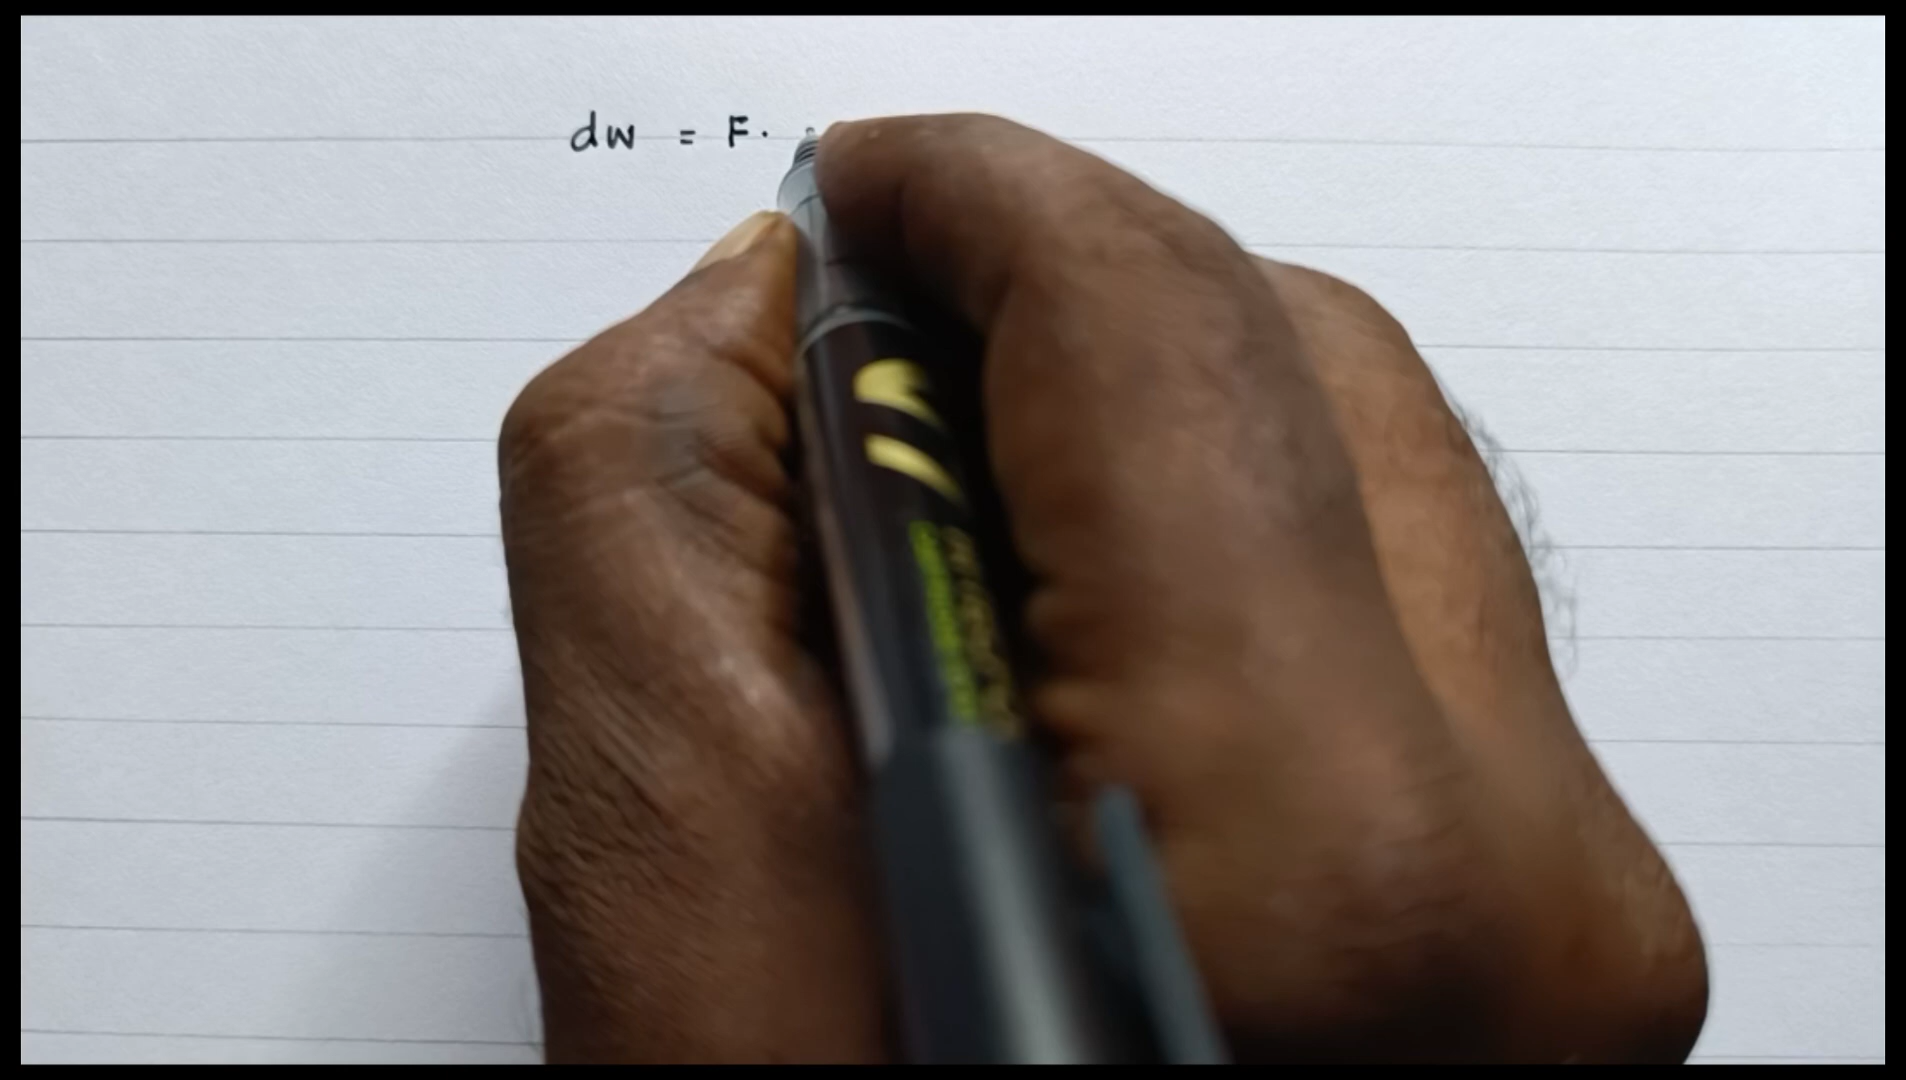 dw = F.